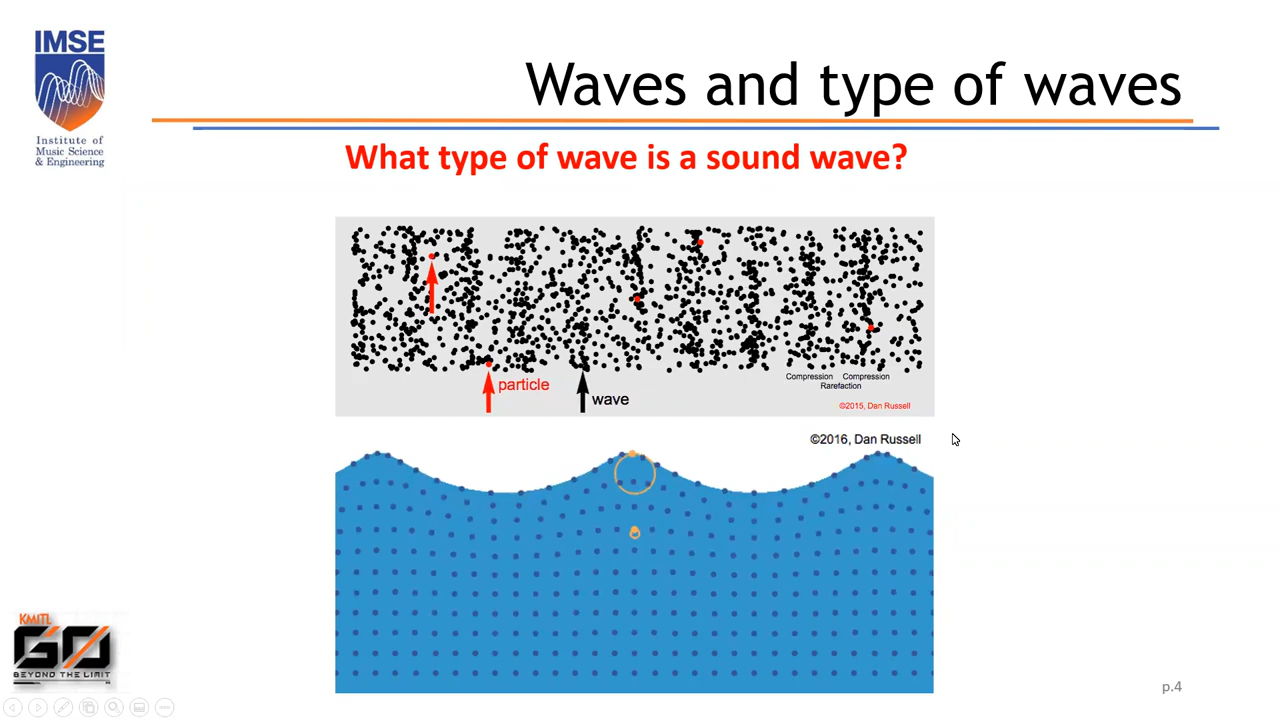 IMSE
Institute of
Music Science
& Engineering
Waves and type of waves
What type of wave is a sound wave?
particle
wave
Compression Compression
Rarefaction
©2015, Dan Russell
©2016, Dan Russell
KMITL
GO
BEYOND THE LIMIT
p.4